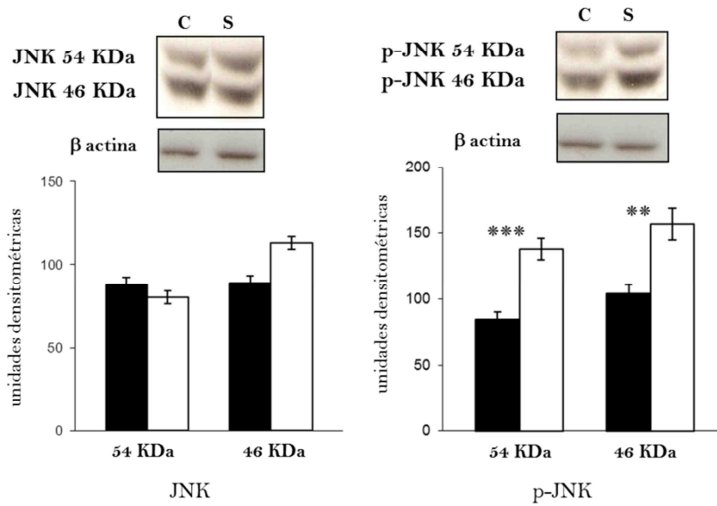 C S
JNK 54 KDa
JNK 46 KDa
β actina
150
100
50
0
unidades densitométricas
54 KDa 46 KDa
JNK
C S
p-JNK 54 KDa
p-JNK 46 KDa
β actina
200
150
100
50
0
unidades densitométricas
***
**
54 KDa 46 KDa
p-JNK